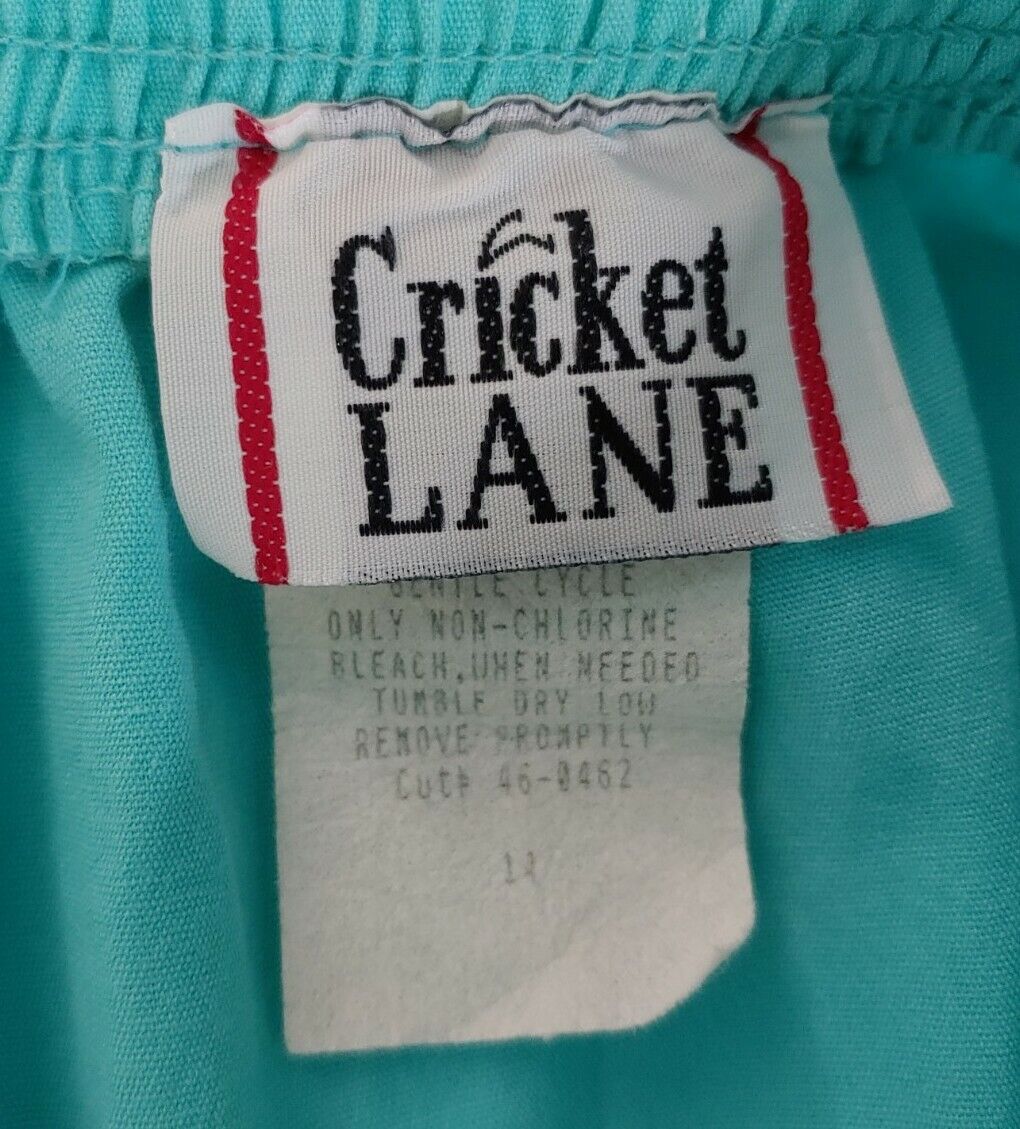 Cricket
LANE
GENTLE CYCLE
ONLY NON-CHLORINE
BLEACH,WHEN NEEDED
TUMBLE DRY LOW
REMOVE PROMPTLY
Cut# 46-0462
14